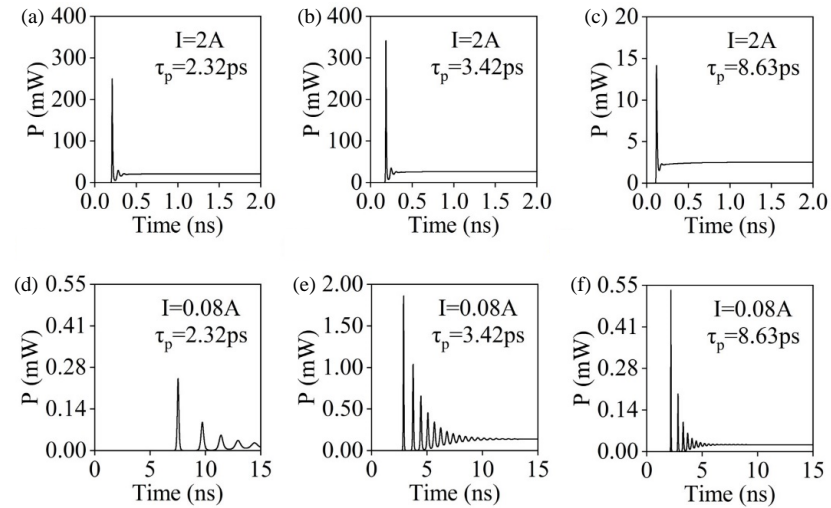 (a)
400
300
200
100
0
P (mW)
I=2A
τp=2.32ps
0.0 0.5 1.0 1.5 2.0
Time (ns)
(b)
400
300
200
100
0
P (mW)
I=2A
τp=3.42ps
0.0 0.5 1.0 1.5 2.0
Time (ns)
(c)
20
15
10
5
0
P (mW)
I=2A
τp=8.63ps
0.0 0.5 1.0 1.5 2.0
Time (ns)
(d)
0.55
0.41
0.28
0.14
0.00
P (mW)
I=0.08A
τp=2.32ps
0 5 10 15
Time (ns)
(e)
2.00
1.50
1.00
0.50
0.00
P (mW)
I=0.08A
τp=3.42ps
0 5 10 15
Time (ns)
(f)
0.55
0.41
0.28
0.14
0.00
P (mW)
I=0.08A
τp=8.63ps
0 5 10 15
Time (ns)